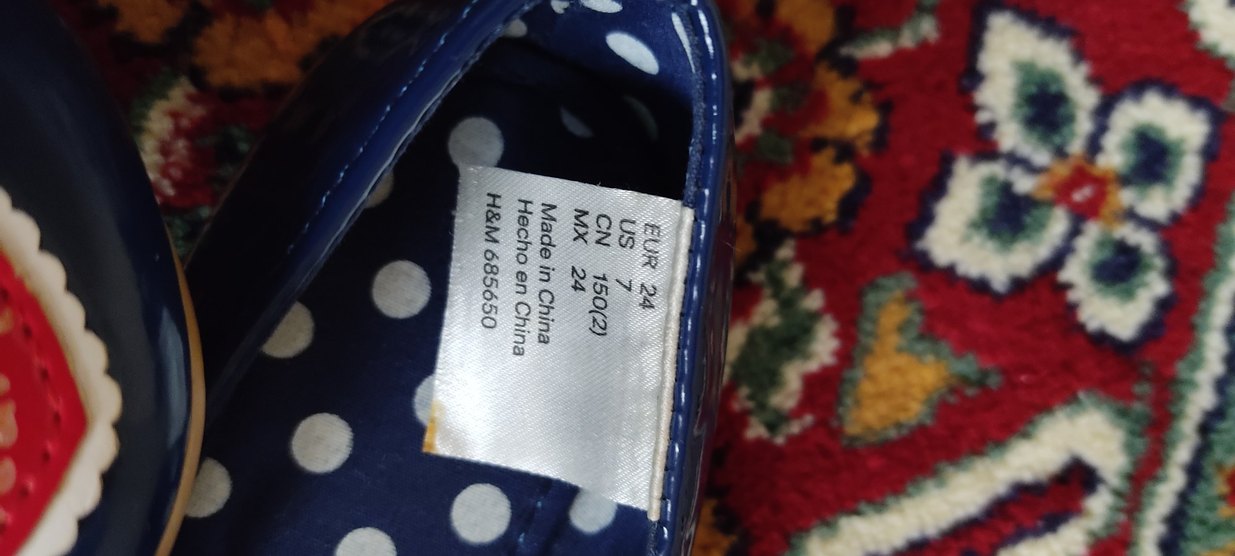 EUR 24
US 7
CN 150(2)
MX 24
Made in China
Hecho en China
H&M 685650